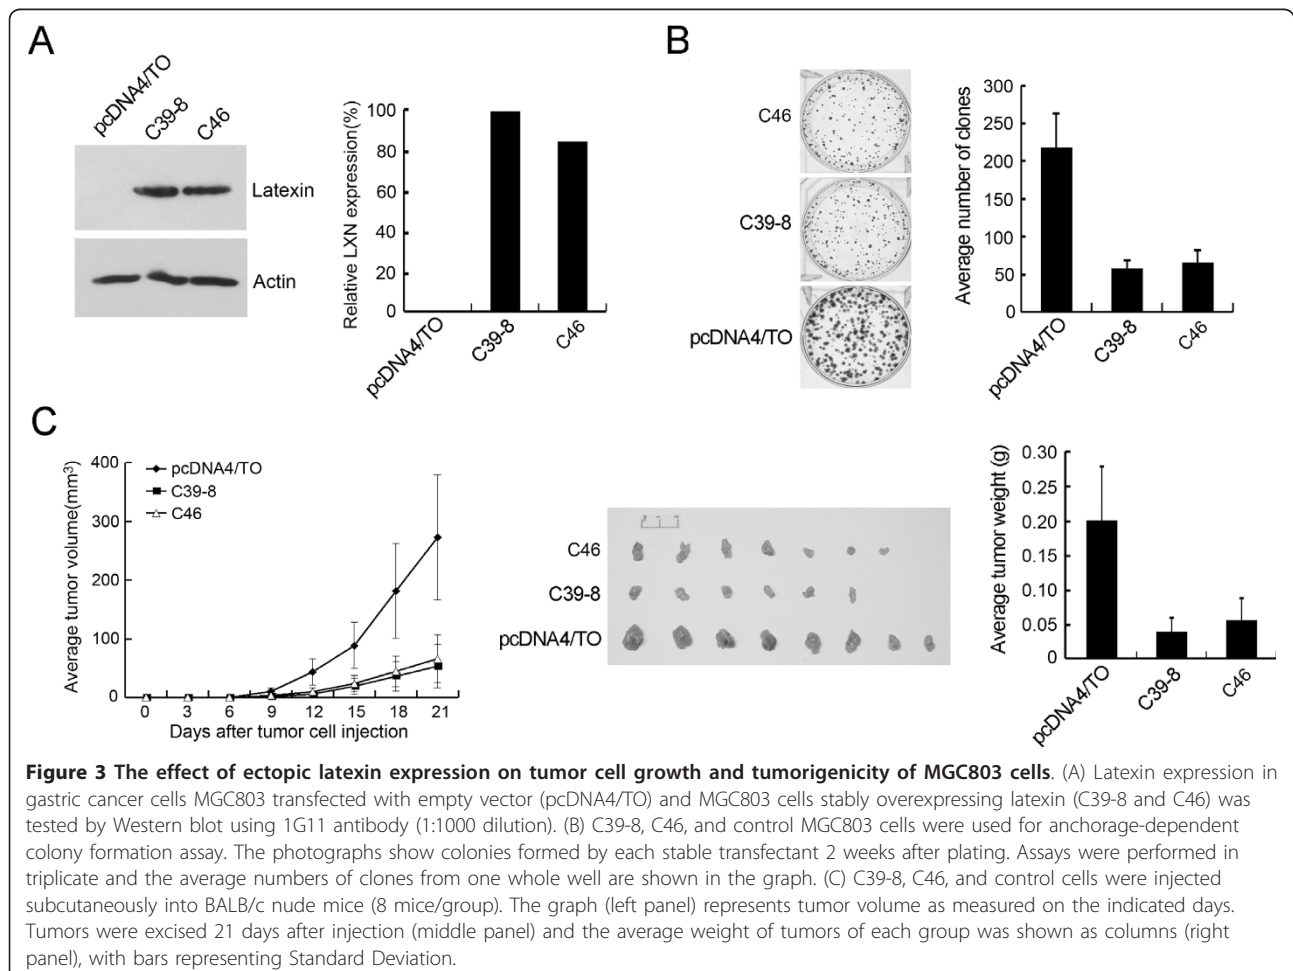 A
pcDNA4/TO
C39-8
C46
Latexin
Actin
Relative LXN expression(%)
100
80
60
40
20
0
pcDNA4/TO
C39-8
C46
B
C46
C39-8
pcDNA4/TO
Average number of clones
300
250
200
150
100
50
0
pcDNA4/TO
C39-8
C46
C
Average tumor volume(mm³)
400
300
200
100
0
pcDNA4/TO
C39-8
C46
0 3 6 9 12 15 18 21
Days after tumor cell injection
C46
C39-8
pcDNA4/TO
Average tumor weight (g)
0.30
0.25
0.20
0.15
0.10
0.05
0
pcDNA4/TO
C39-8
C46
Figure 3 The effect of ectopic latexin expression on tumor cell growth and tumorigenicity of MGC803 cells. (A) Latexin expression in
gastric cancer cells MGC803 transfected with empty vector (pcDNA4/TO) and MGC803 cells stably overexpressing latexin (C39-8 and C46) was
tested by Western blot using 1G11 antibody (1:1000 dilution). (B) C39-8, C46, and control MGC803 cells were used for anchorage-dependent
colony formation assay. The photographs show colonies formed by each stable transfectant 2 weeks after plating. Assays were performed in
triplicate and the average numbers of clones from one whole well are shown in the graph. (C) C39-8, C46, and control cells were injected
subcutaneously into BALB/c nude mice (8 mice/group). The graph (left panel) represents tumor volume as measured on the indicated days.
Tumors were excised 21 days after injection (middle panel) and the average weight of tumors of each group was shown as columns (right
panel), with bars representing Standard Deviation.